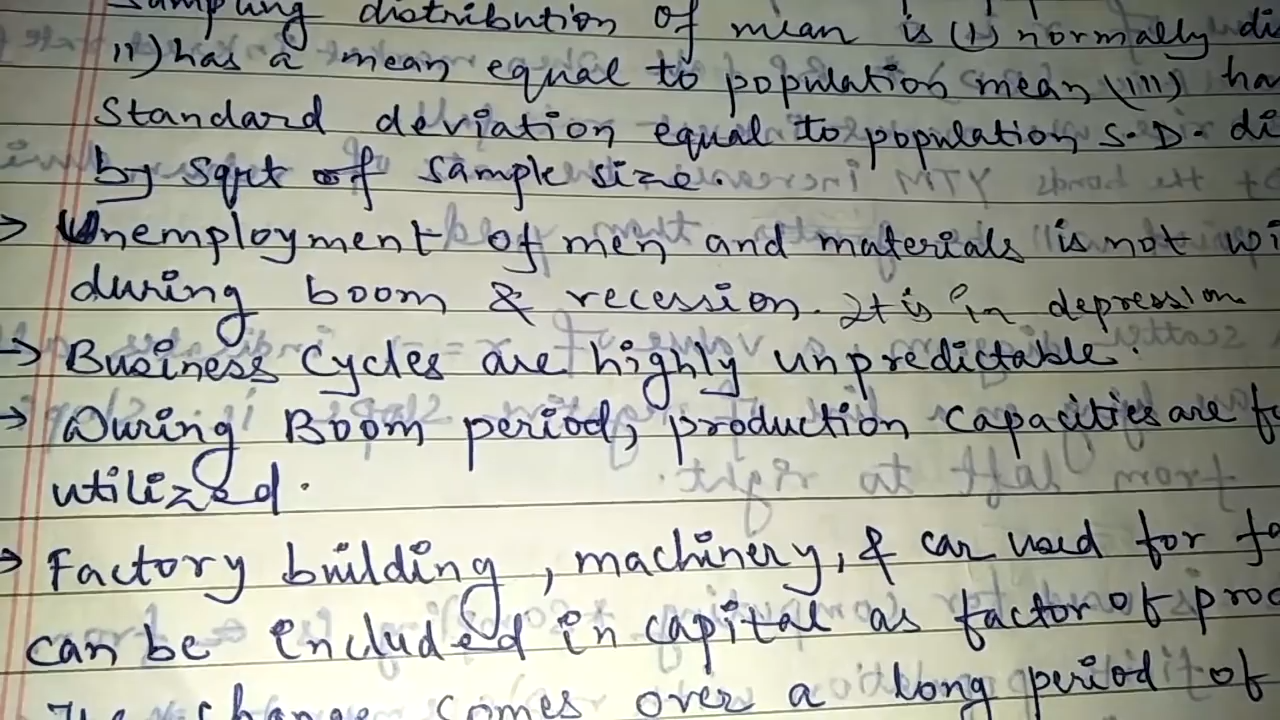 Sampling distribution of mean is (i) normally di
ii) has a mean equal to population mean (iii) ha
Standard deviation equal to population S.D. di
by sqrt of sample size.
→ Unemployment of men and materials is not wi
during boom & recession. It is in depression
→ Business Cycles are highly unpredictable.
→ During Boom period, production capacities are f
utilized.
→ Factory building, machinery, & car used for fa
can be included in capital as factor of proc
change comes over a long period of